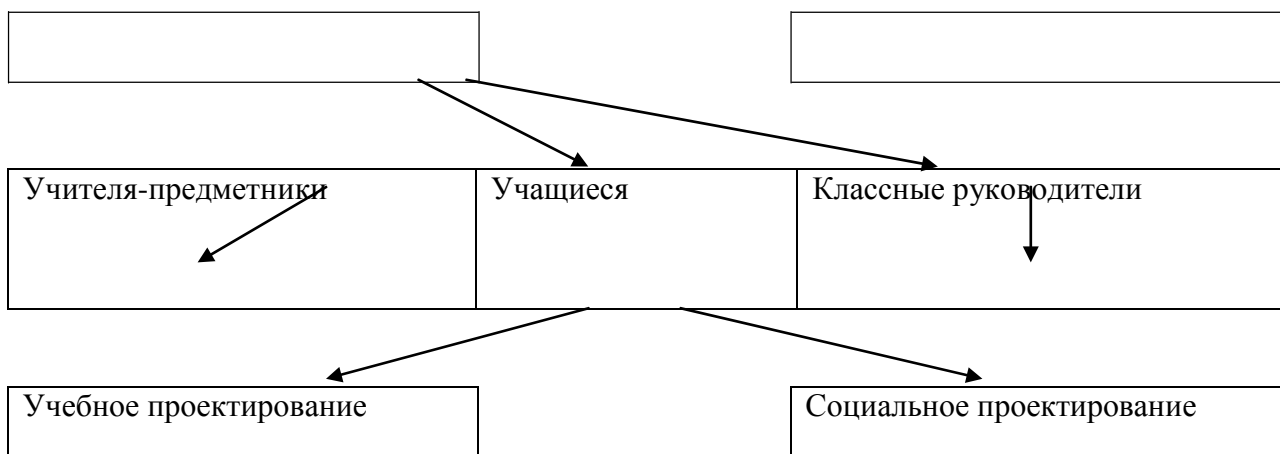 Учителя-предметники
Учащиеся
Классные руководители
Учебное проектирование
Социальное проектирование